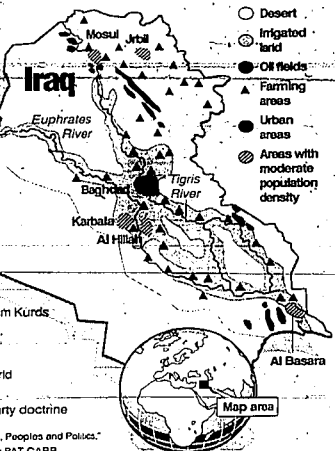 Mosul
Jrbil
Iraq
Euphrates
River
Baghdad
Tigris
River
Karbala
Al Hillah
Al Basara
Desert
Irrigated
land
Oil fields
Farming
areas
Urban
areas
Areas with
moderate
population
density
m Kurds
rld
rty doctrine
Map area
, Peoples and Politics,"
PAT CARR